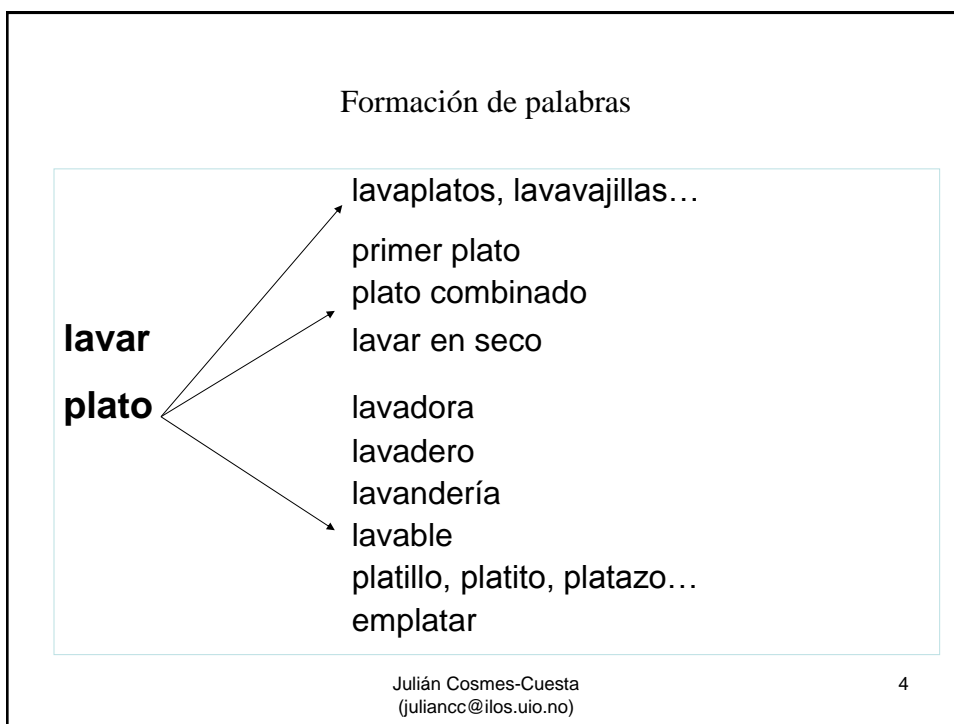 Formación de palabras
lavaplatos, lavavajillas…
primer plato
plato combinado
lavar
lavar en seco
plato
lavadora
lavadero
lavandería
lavable
platillo, platito, platazo…
emplatar
Julián Cosmes-Cuesta
(juliancc@ilos.uio.no)
4